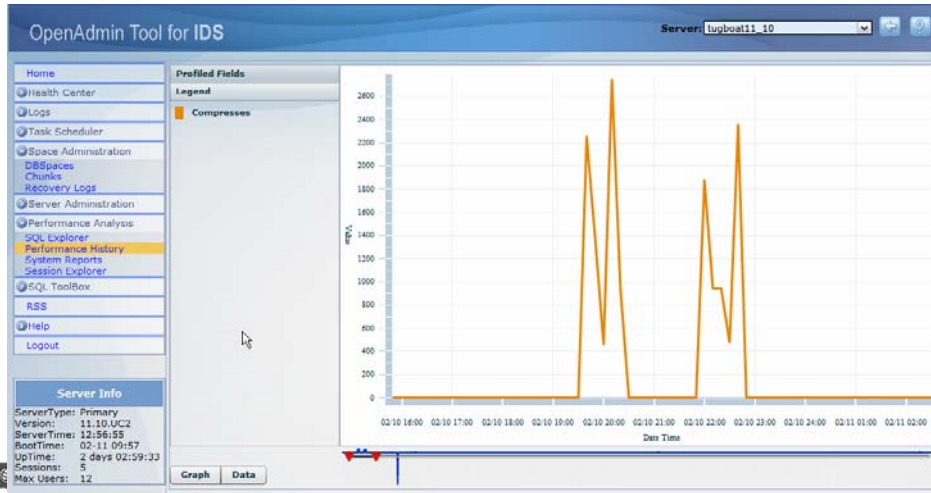 OpenAdmin Tool for IDS
Server: tugboat11_10
Home
Health Center
Logs
Task Scheduler
Space Administration
DBSpaces
Chunks
Recovery Logs
Server Administration
Performance Analysis
SQL Explorer
Performance History
System Reports
Session Explorer
SQL ToolBox
RSS
Help
Logout
Server Info
ServerType: Primary
Version: 11.10.UC2
ServerTime: 12:56:55
BootTime: 02-11 09:57
UpTime: 2 days 02:59:33
Sessions: 5
Max Users: 12
Profiled Fields
Legend
Compresses
2600
2400
2200
2000
1800
1600
1400
1200
1000
800
600
400
200
0
Value
02/10 16:00 02/10 17:00 02/10 18:00 02/10 19:00 02/10 20:00 02/10 21:00 02/10 22:00 02/10 23:00 02/10 24:00 02/11 01:00 02/11 02:00
Date Time
Graph Data